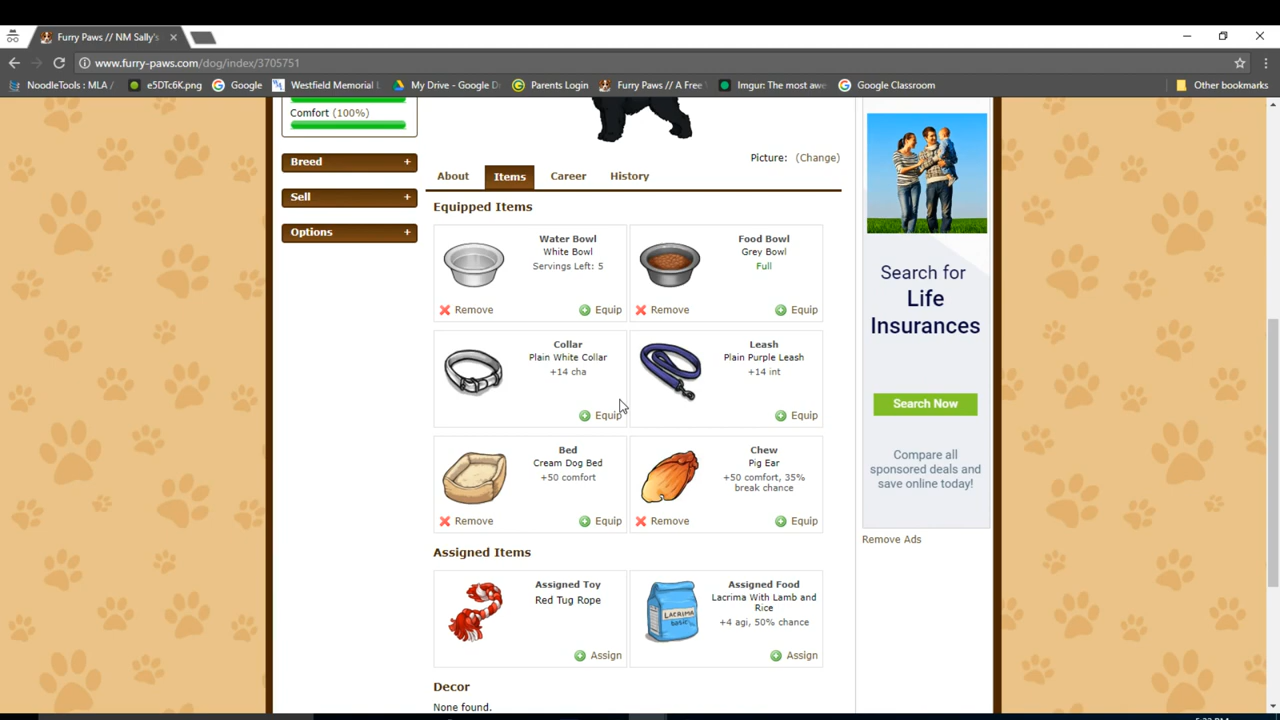 Furry Paws // NM Sally's
www.furry-paws.com/dog/index/3705751
NoodleTools : MLA /
e5DTc6K.png
Google
Westfield Memorial
My Drive - Google D
Parents Login
Furry Paws // A Free
Imgur: The most awe
Google Classroom
Other bookmarks
Comfort (100%)
Breed +
Sell +
Options +
Picture: (Change)
About Items Career History
Equipped Items
Water Bowl
White Bowl
Servings Left: 5
Remove Equip
Food Bowl
Grey Bowl
Full
Remove Equip
Collar
Plain White Collar
+14 cha
Equip
Leash
Plain Purple Leash
+14 int
Equip
Bed
Cream Dog Bed
+50 comfort
Remove Equip
Chew
Pig Ear
+50 comfort, 35%
break chance
Remove Equip
Assigned Items
Assigned Toy
Red Tug Rope
Assign
Assigned Food
Lacrima With Lamb and
Rice
+4 agi, 50% chance
LACRIMA
basic
Assign
Decor
None found.
Search for
Life
Insurances
Search Now
Compare all
sponsored deals and
save online today!
Remove Ads